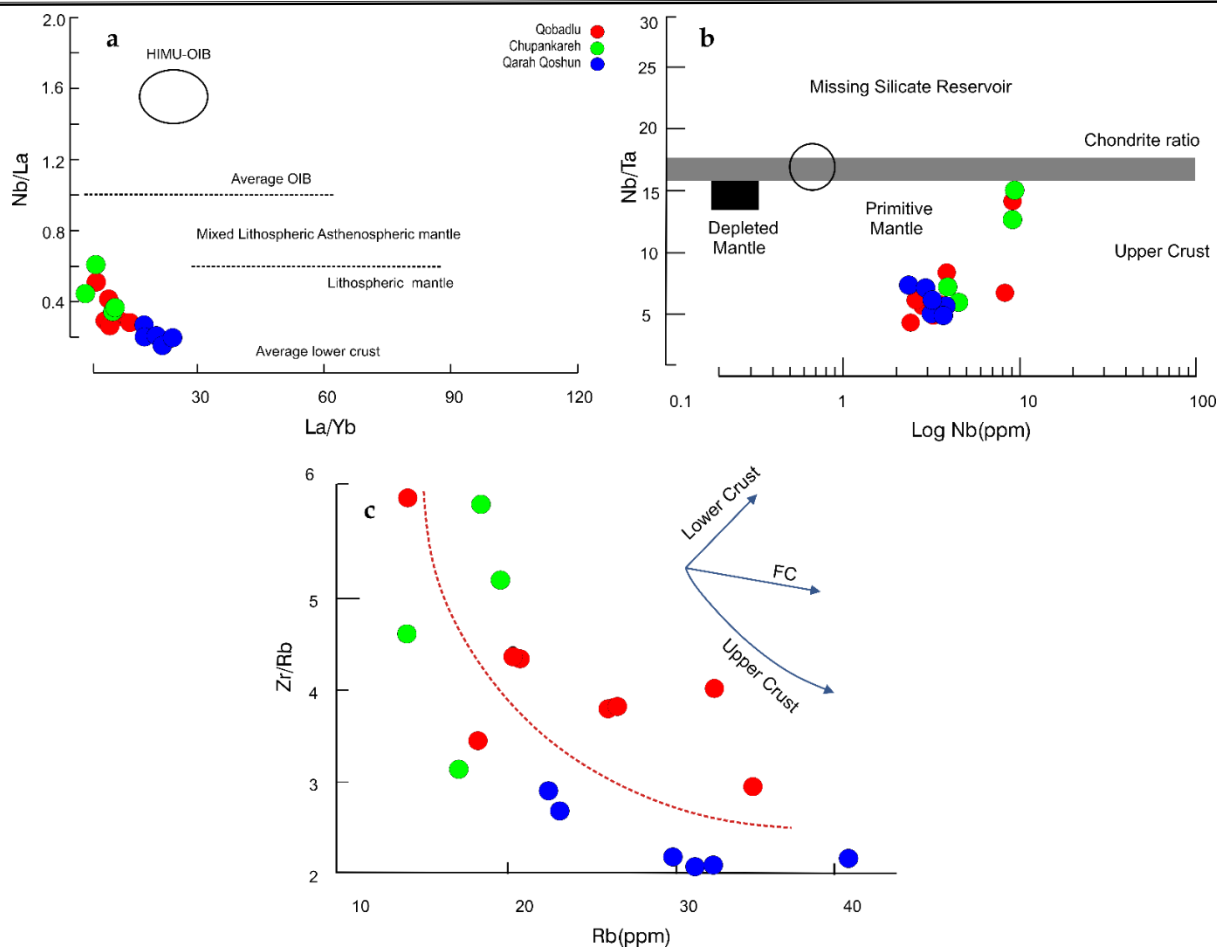 a
2.0
1.6
1.2
0.8
0.4
Nb/La
HIMU-OIB
Average OIB
Mixed Lithospheric Asthenospheric mantle
Lithospheric mantle
Average lower crust
30
60
90
120
La/Yb
Qobadlu
Chupankareh
Qarah Qoshun
b
30
25
20
15
10
5
Nb/Ta
Missing Silicate Reservoir
Chondrite ratio
Depleted
Mantle
Primitive
Mantle
Upper Crust
0.1
1
10
100
Log Nb(ppm)
c
6
5
4
3
2
Zr/Rb
Lower Crust
FC
Upper Crust
10
20
30
40
Rb(ppm)